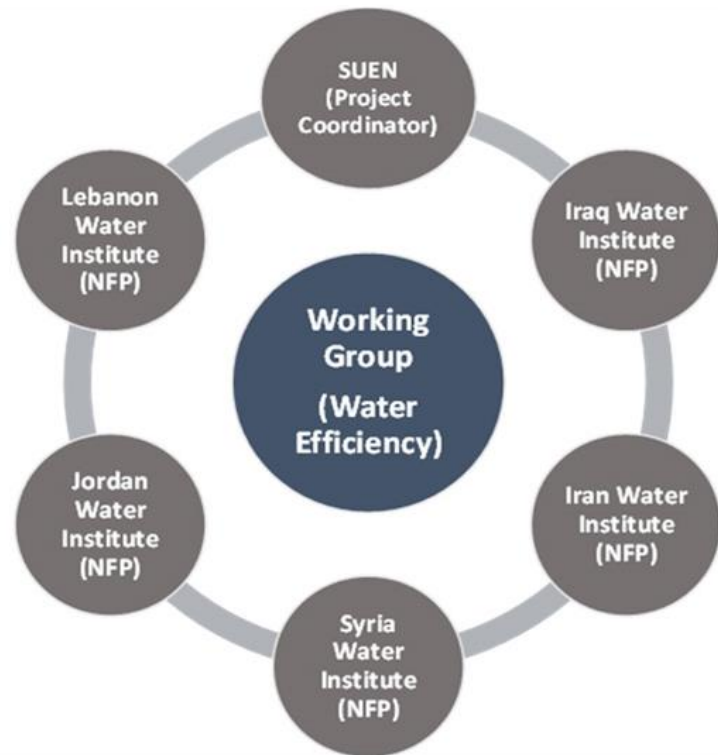 SUEN
(Project
Coordinator)
Iraq Water
Institute
(NFP)
Iran Water
Institute
(NFP)
Syria
Water
Institute
(NFP)
Jordan
Water
Institute
(NFP)
Lebanon
Water
Institute
(NFP)
Working
Group
(Water
Efficiency)